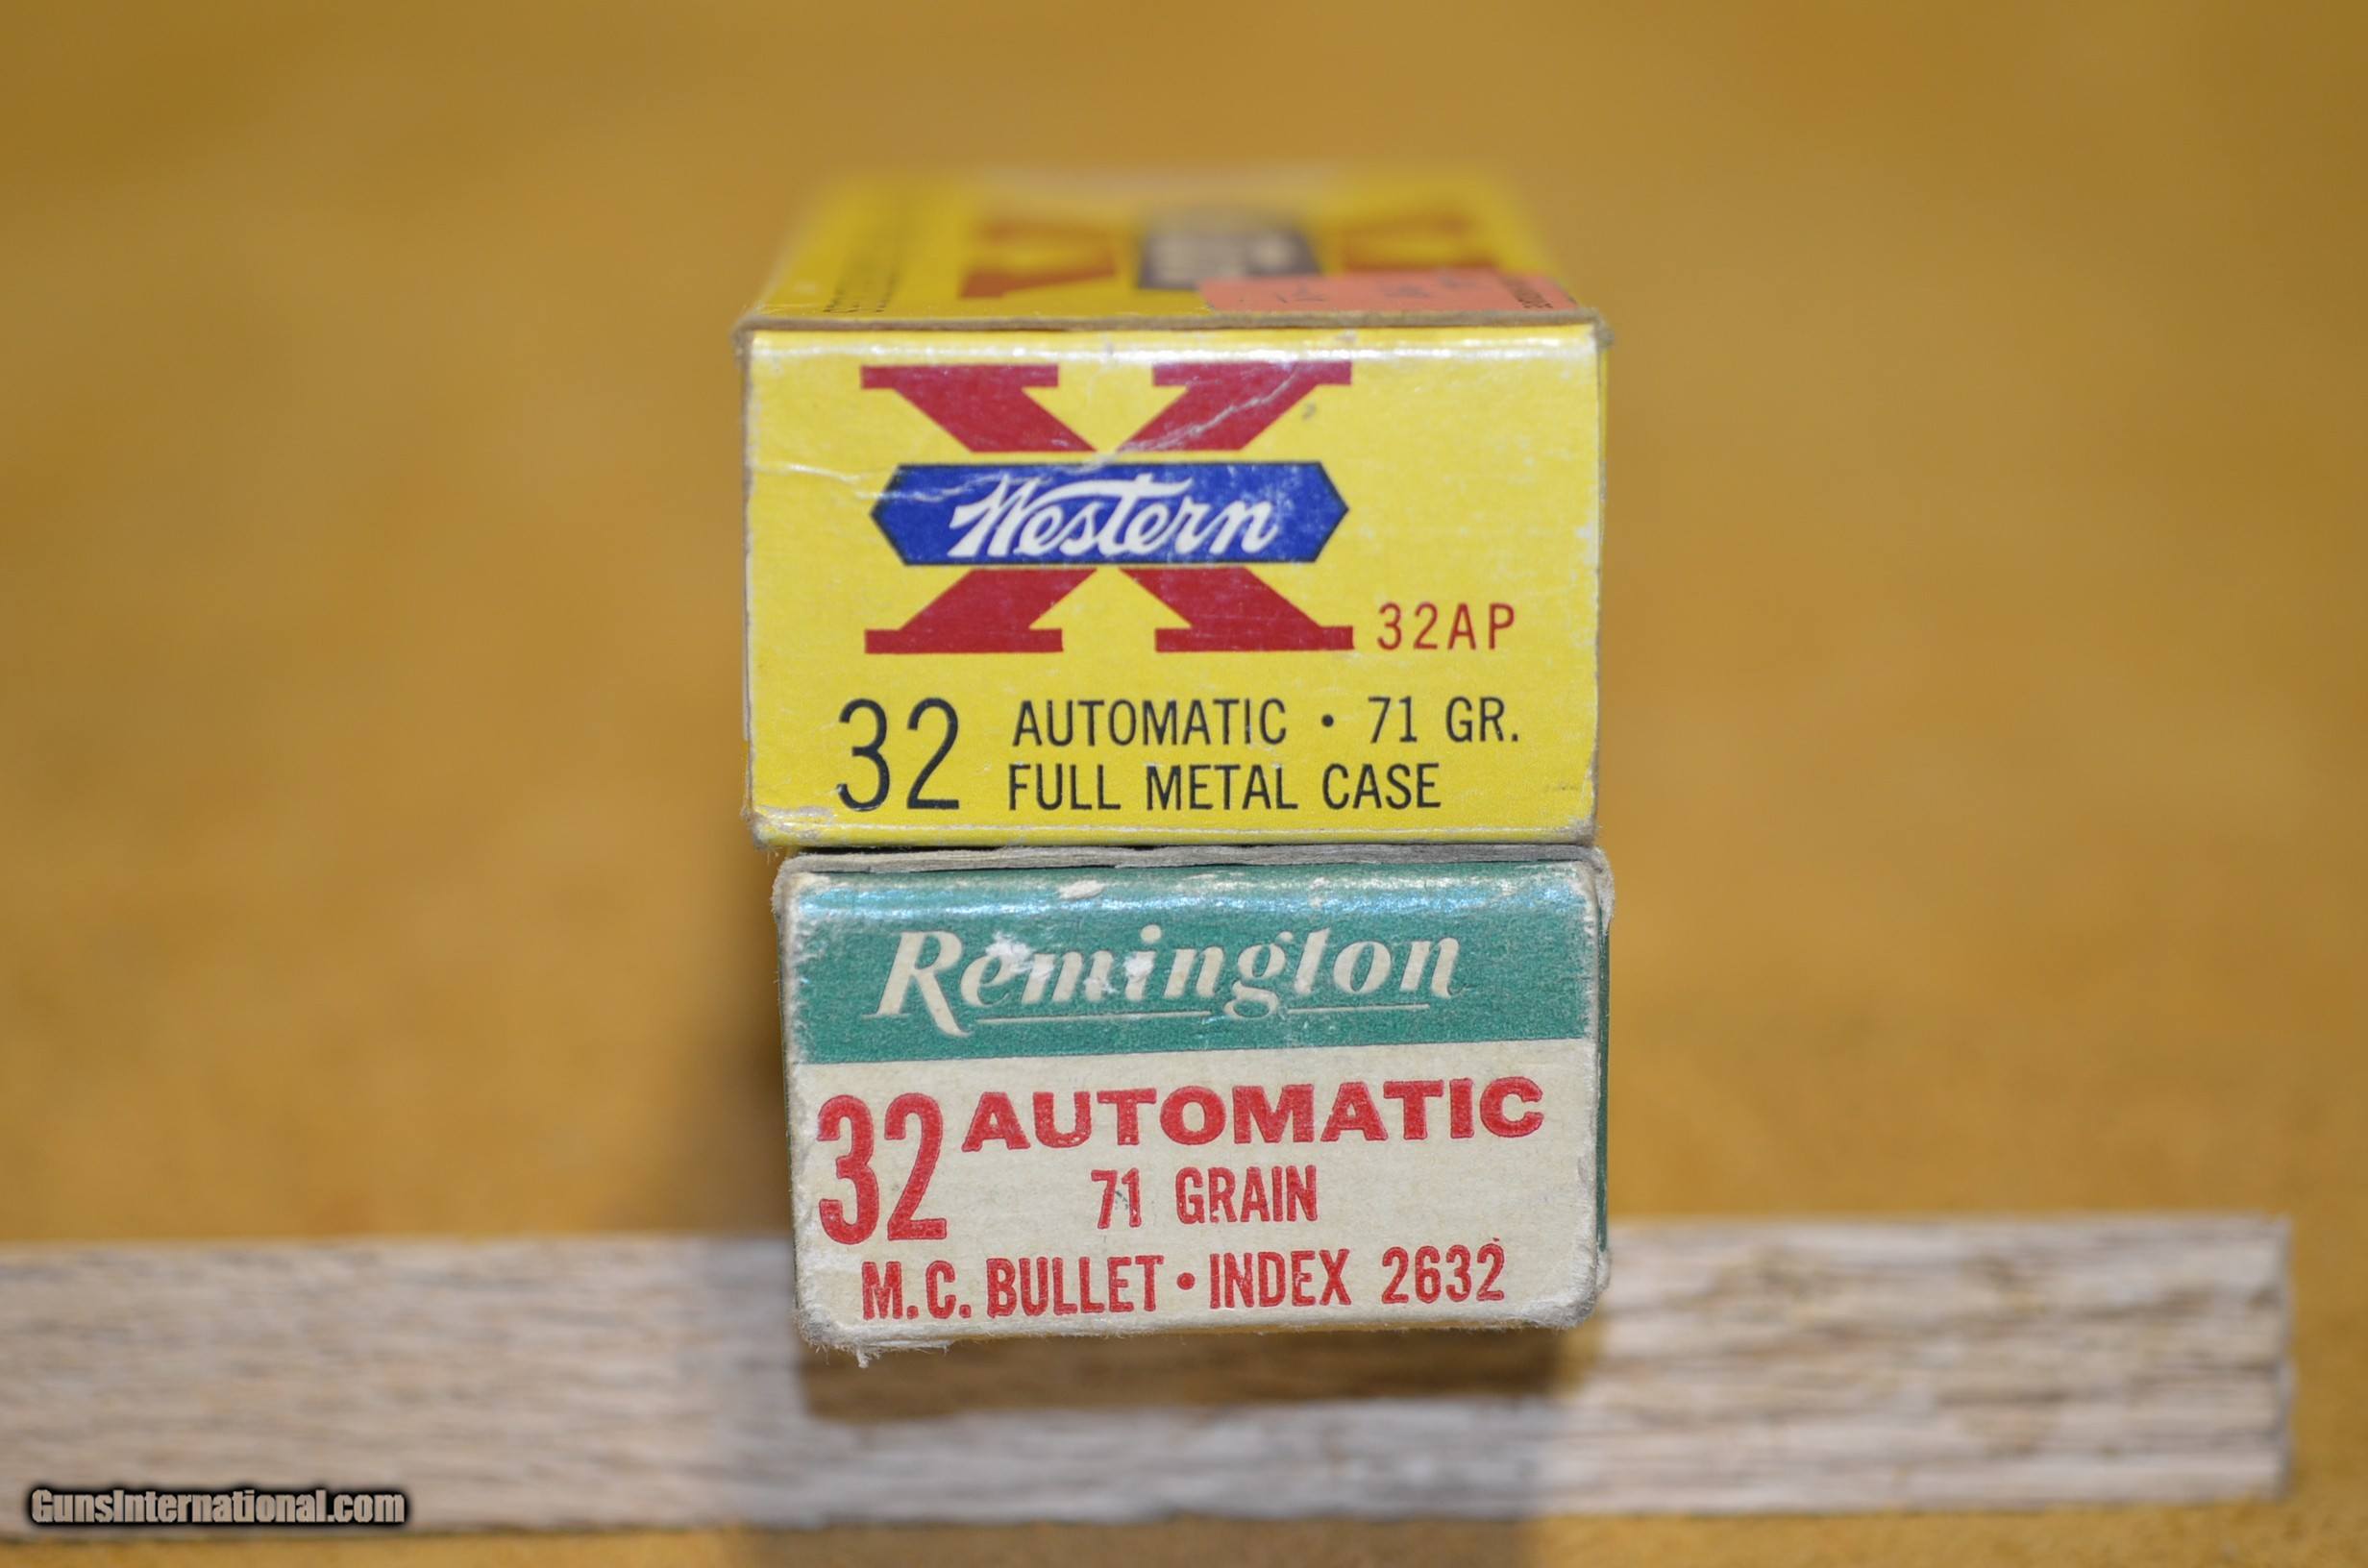 X
Western
32AP
32 AUTOMATIC • 71 GR.
FULL METAL CASE
Remington
32 AUTOMATIC
71 GRAIN
M.C. BULLET • INDEX 2632
GunsInternational.com